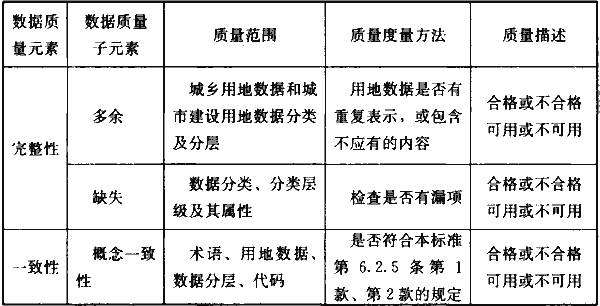 数据质量元素
数据质量子元素
质量范围
质量度量方法
质量描述
完整性
多余
城乡用地数据和城
市建设用地数据分类
及分层
用地数据是否有
重复表示，或包含
不应有的内容
合格或不合格
可用或不可用
缺失
数据分类、分类层
级及其属性
检查是否有漏项
合格或不合格
可用或不可用
一致性
概念一致
性
术语、用地数据、
数据分层、代码
是否符合本标准
第 6.2.5 条第 1
款、第2款的规定
合格或不合格
可用或不可用